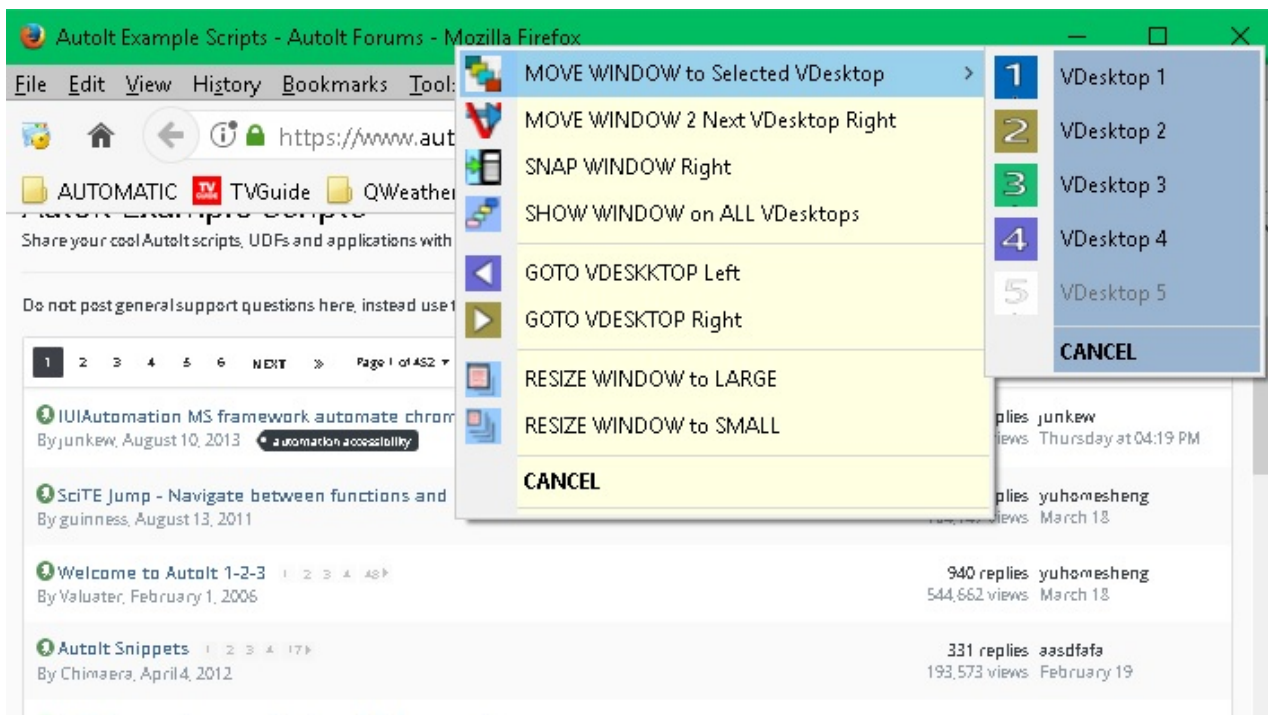 AutoIt Example Scripts - AutoIt Forums - Mozilla Firefox
File Edit View History Bookmarks Tools
https://www.aut
AUTOMATIC TVGuide QWeather
AutoIt Example Scripts
Share your cool AutoIt scripts, UDFs and applications with
Do not post general support questions here, instead use t
1 2 3 4 5 6 NEXT » Page 1 of 452
IUIAutomation MS framework automate chrom
By junkew, August 10, 2013 automation accessibility
plies junkew
iews Thursday at 04:19 PM
SciTE Jump - Navigate between functions and
By guinness, August 13, 2011
plies yuhomesheng
views March 18
Welcome to AutoIt 1-2-3 1 2 3 4 48
By Valuater, February 1, 2006
940 replies yuhomesheng
544,662 views March 18
AutoIt Snippets 1 2 3 4 17
By Chimaera, April 4, 2012
331 replies aasdfafa
193,573 views February 19
MOVE WINDOW to Selected VDesktop
MOVE WINDOW 2 Next VDesktop Right
SNAP WINDOW Right
SHOW WINDOW on ALL VDesktops
GOTO VDESKKTOP Left
GOTO VDESKTOP Right
RESIZE WINDOW to LARGE
RESIZE WINDOW to SMALL
CANCEL
1 VDesktop 1
2 VDesktop 2
3 VDesktop 3
4 VDesktop 4
5 VDesktop 5
CANCEL